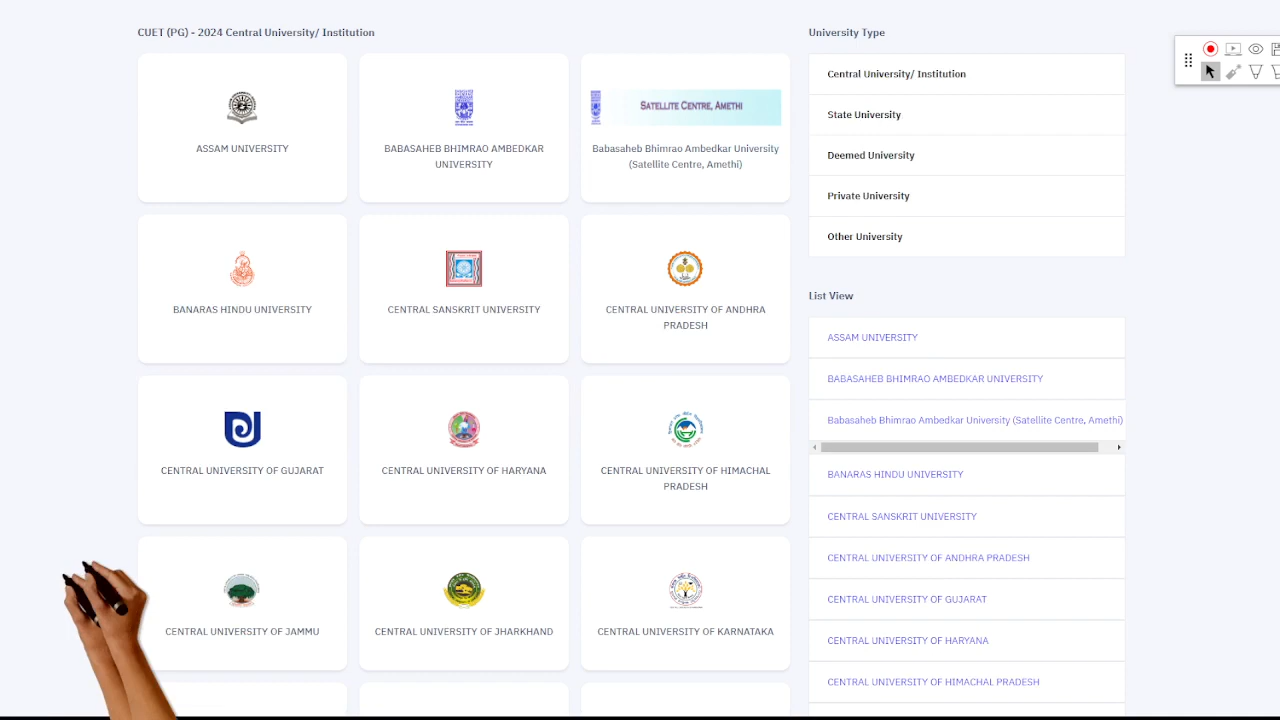 CUET (PG) - 2024 Central University/ Institution
ASSAM UNIVERSITY
BABASAHEB BHIMRAO AMBEDKAR
UNIVERSITY
SATELLITE CENTRE, AMETHI
Babasaheb Bhimrao Ambedkar University
(Satellite Centre, Amethi)
BANARAS HINDU UNIVERSITY
CENTRAL SANSKRIT UNIVERSITY
CENTRAL UNIVERSITY OF ANDHRA
PRADESH
CENTRAL UNIVERSITY OF GUJARAT
CENTRAL UNIVERSITY OF HARYANA
CENTRAL UNIVERSITY OF HIMACHAL
PRADESH
CENTRAL UNIVERSITY OF JAMMU
CENTRAL UNIVERSITY OF JHARKHAND
CENTRAL UNIVERSITY OF KARNATAKA
University Type
Central University/ Institution
State University
Deemed University
Private University
Other University
List View
ASSAM UNIVERSITY
BABASAHEB BHIMRAO AMBEDKAR UNIVERSITY
Babasaheb Bhimrao Ambedkar University (Satellite Centre, Amethi)
BANARAS HINDU UNIVERSITY
CENTRAL SANSKRIT UNIVERSITY
CENTRAL UNIVERSITY OF ANDHRA PRADESH
CENTRAL UNIVERSITY OF GUJARAT
CENTRAL UNIVERSITY OF HARYANA
CENTRAL UNIVERSITY OF HIMACHAL PRADESH